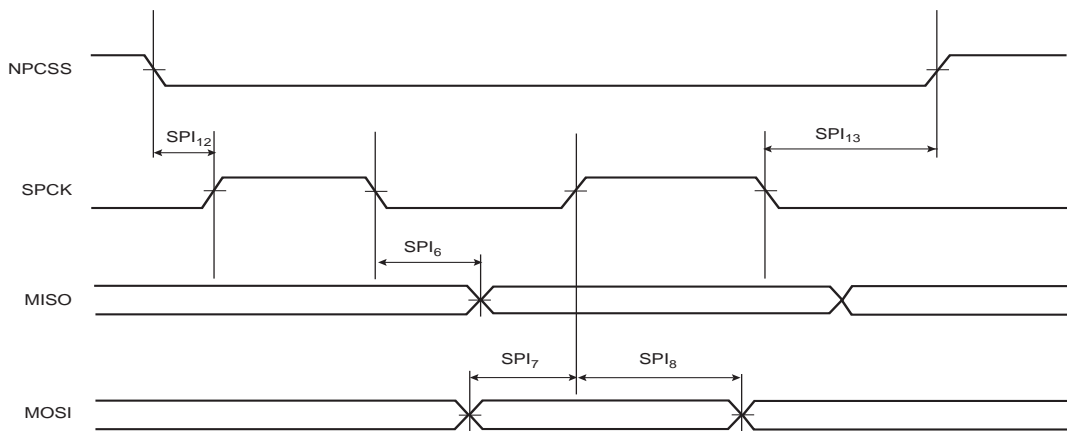 NPCSS
SPI₁₂
SPI₁₃
SPCK
SPI₆
MISO
SPI₇
SPI₈
MOSI